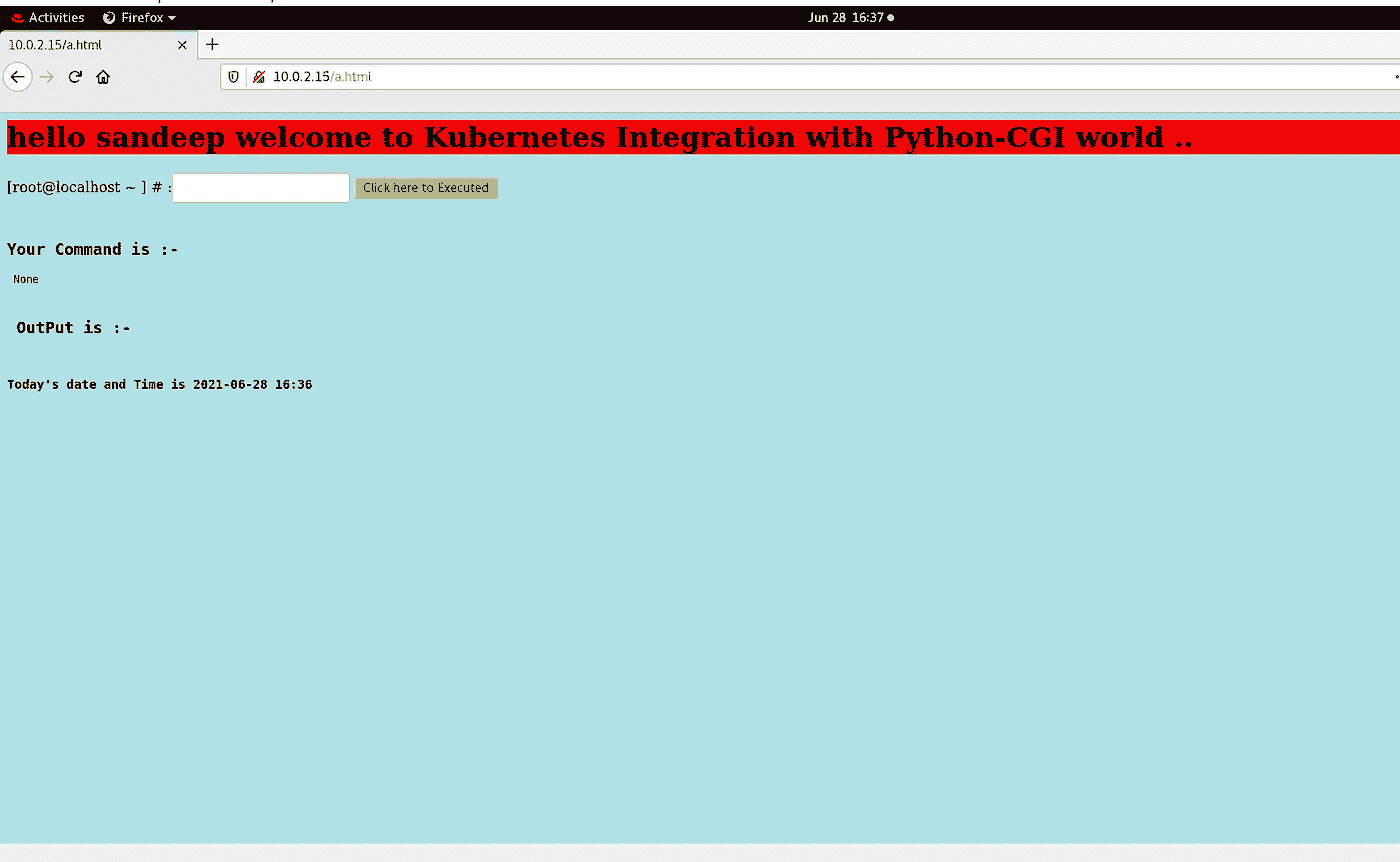 Activities Firefox Jun 28 16:37
10.0.2.15/a.html
10.0.2.15/a.html
hello sandeep welcome to Kubernetes Integration with Python-CGI world ..
[root@localhost ~ ] # : Click here to Executed
Your Command is :-
None
OutPut is :-
Today's date and Time is 2021-06-28 16:36